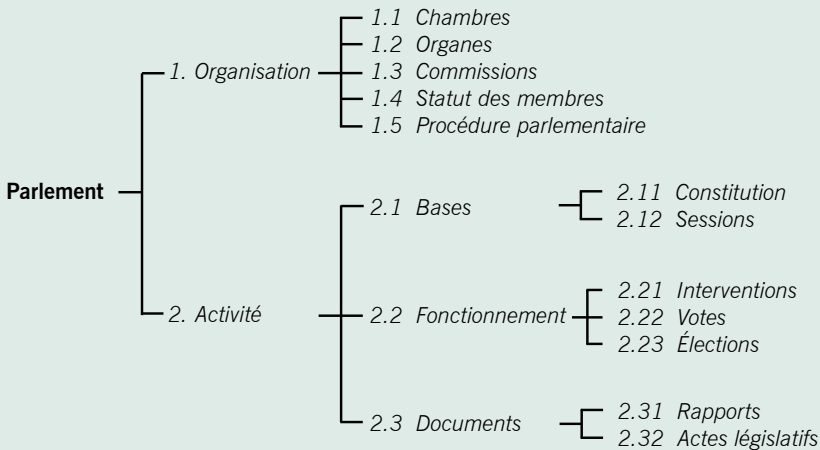 1.1 Chambres
1.2 Organes
1. Organisation
1.3 Commissions
1.4 Statut des membres
1.5 Procédure parlementaire
Parlement
2.1 Bases
2.11 Constitution
2.12 Sessions
2. Activité
2.2 Fonctionnement
2.21 Interventions
2.22 Votes
2.23 Élections
2.3 Documents
2.31 Rapports
2.32 Actes législatifs